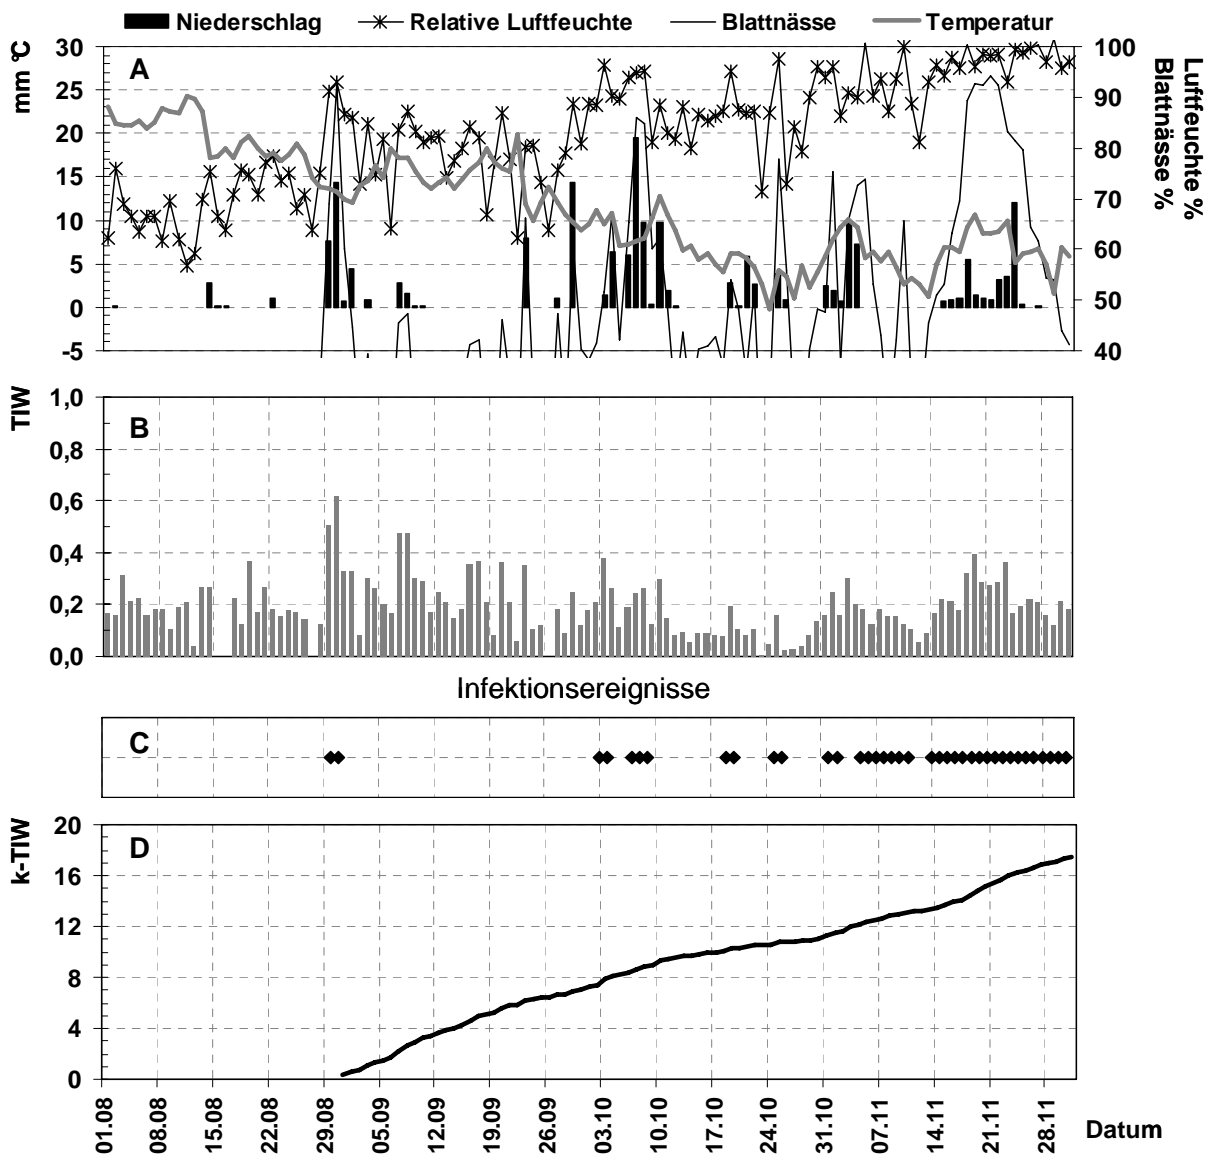 Niederschlag Relative Luftfeuchte Blattnässe Temperatur
mm °C
30
25
20
15
10
5
0
-5
A
100
90
80
70
60
50
40
Luftfeuchte %
Blattnässe %
TIW
1,0
0,8
0,6
0,4
0,2
0,0
B
Infektionsereignisse
C
k-TIW
20
16
12
8
4
0
D
01.08 08.08 15.08 22.08 29.08 05.09 12.09 19.09 26.09 03.10 10.10 17.10 24.10 31.10 07.11 14.11 21.11 28.11
Datum